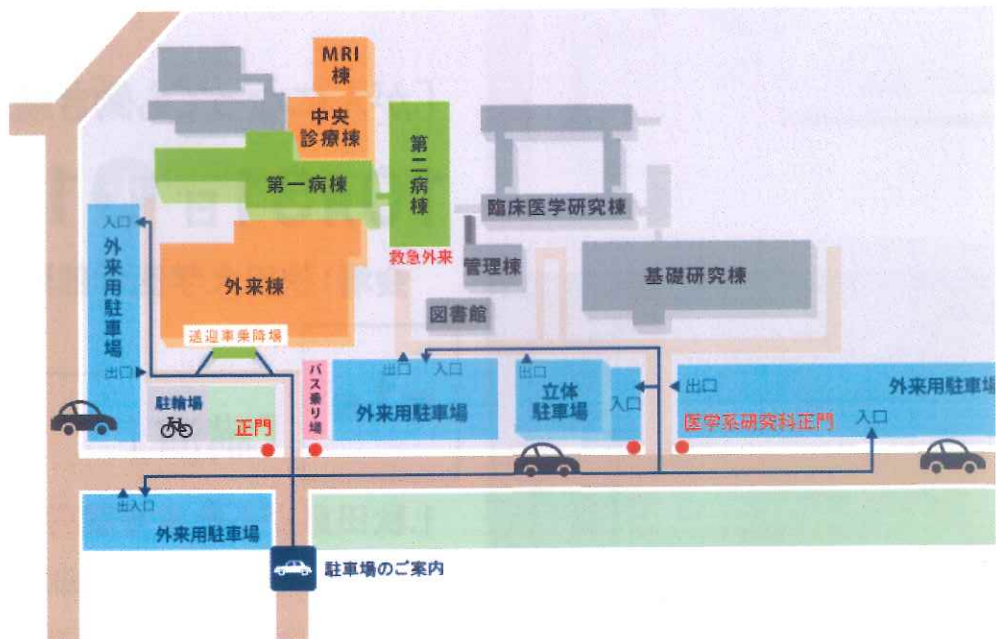 MRI
棟
中央
診療棟
第二病棟
第一病棟
臨床医学研究棟
入口
救急外来
管理棟
基礎研究棟
外来用駐車場
外来棟
図書館
送迎車乗降場
出口
バス乗り場
出口
入口
出口
立体
駐車場
入口
出口
外来用駐車場
駐輪場
外来用駐車場
正門
医学系研究科正門
入口
出入口
外来用駐車場
駐車場のご案内